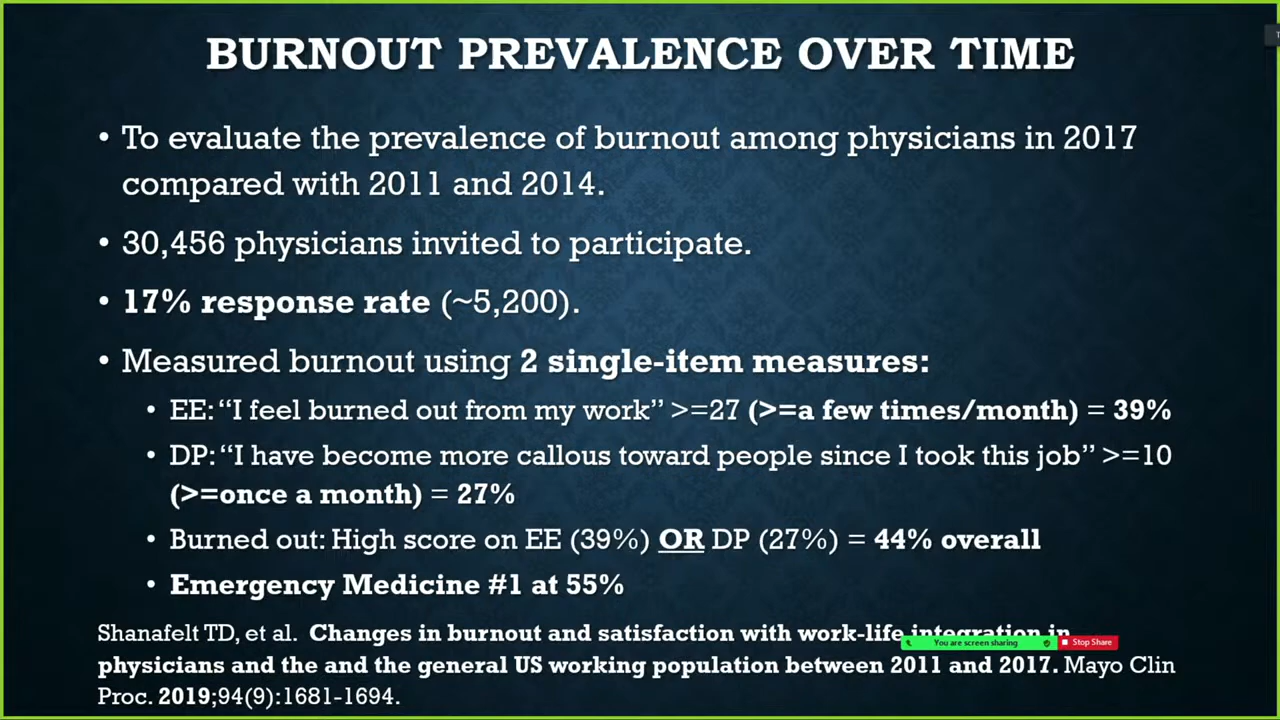 BURNOUT PREVALENCE OVER TIME
• To evaluate the prevalence of burnout among physicians in 2017
compared with 2011 and 2014.
• 30,456 physicians invited to participate.
• 17% response rate (~5,200).
• Measured burnout using 2 single-item measures:
• EE: “I feel burned out from my work” >=27 (>=a few times/month) = 39%
• DP: “I have become more callous toward people since I took this job” >=10
(>=once a month) = 27%
• Burned out: High score on EE (39%) OR DP (27%) = 44% overall
• Emergency Medicine #1 at 55%
Shanafelt TD, et al. Changes in burnout and satisfaction with work-life integration in
You are screen sharing Stop Share
physicians and the and the general US working population between 2011 and 2017. Mayo Clin
Proc. 2019;94(9):1681-1694.